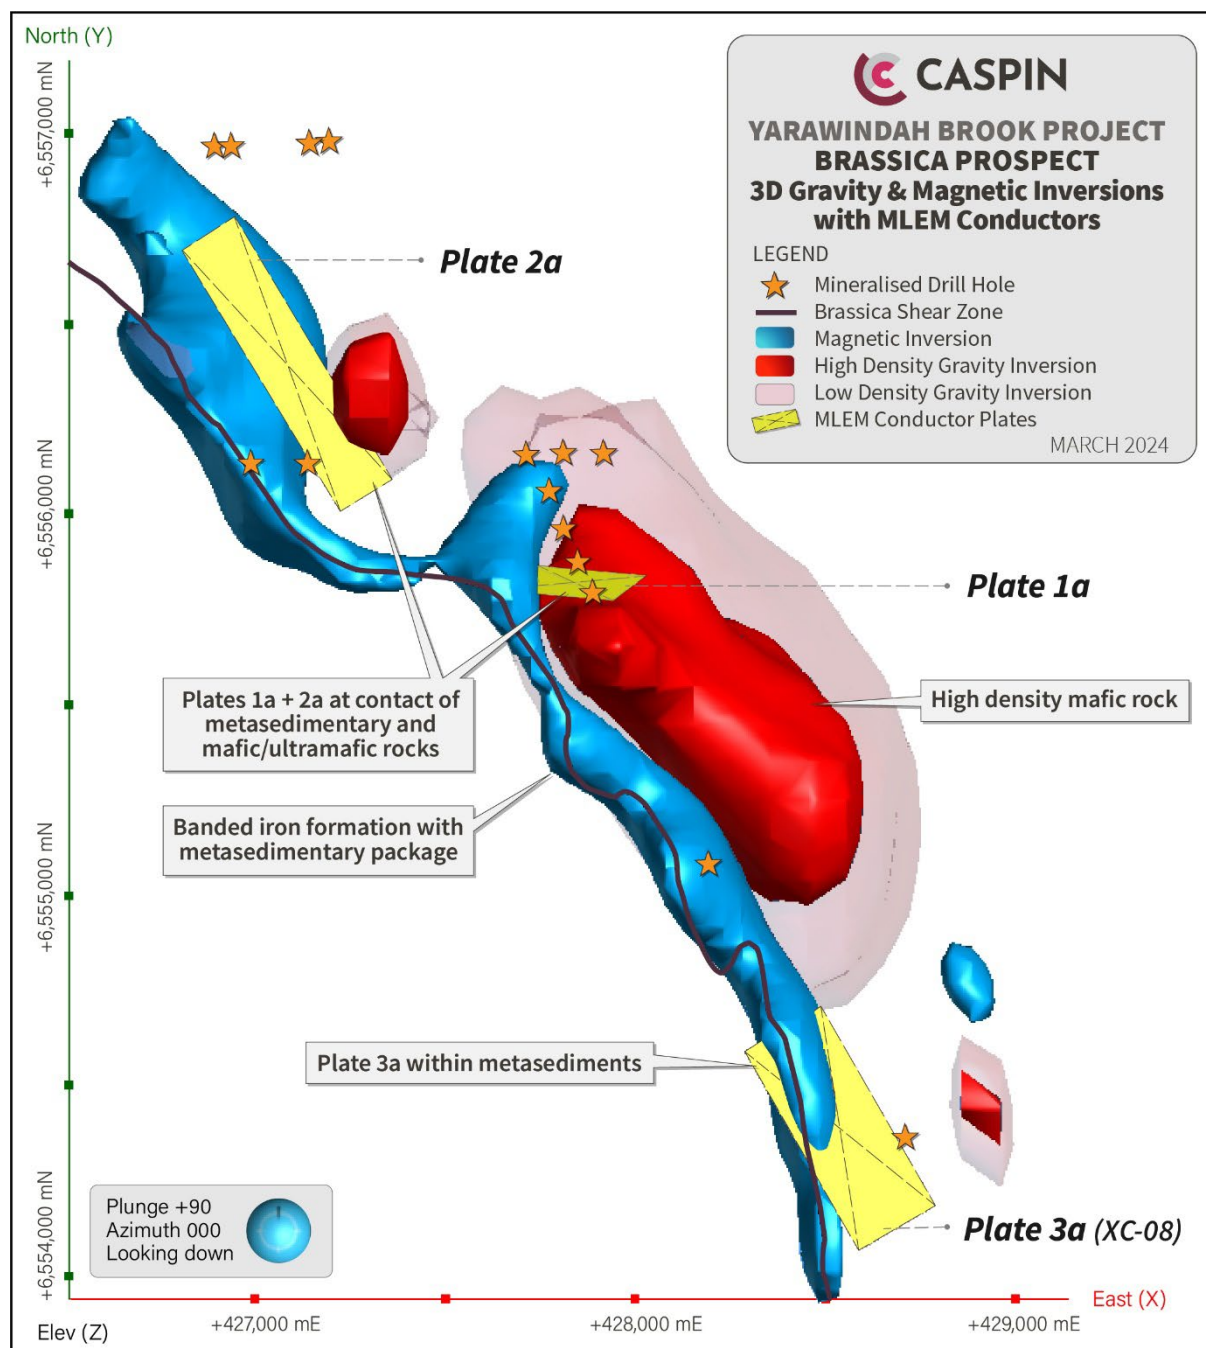 North (Y)
CASPIN
YARAWINDAH BROOK PROJECT
BRASSICA PROSPECT
3D Gravity & Magnetic Inversions
with MLEM Conductors
LEGEND
Mineralised Drill Hole
Brassica Shear Zone
Magnetic Inversion
High Density Gravity Inversion
Low Density Gravity Inversion
MLEM Conductor Plates
MARCH 2024
+6,557,000 mN
Plate 2a
+6,556,000 mN
Plate 1a
Plates 1a + 2a at contact of
metasedimentary and
mafic/ultramafic rocks
High density mafic rock
Banded iron formation with
metasedimentary package
+6,555,000 mN
Plate 3a within metasediments
Plunge +90
Azimuth 000
Looking down
+6,554,000 mN
Plate 3a (XC-08)
East (X)
Elev (Z)
+427,000 mE
+428,000 mE
+429,000 mE